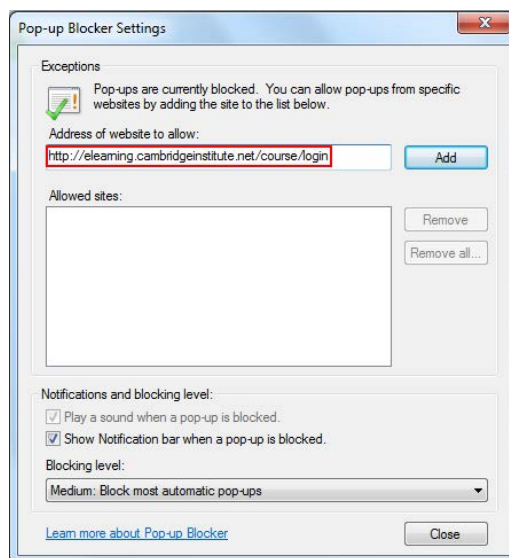 Pop-up Blocker Settings
Exceptions
Pop-ups are currently blocked. You can allow pop-ups from specific
websites by adding the site to the list below.
Address of website to allow:
http://elearning.cambridgeinstitute.net/course/login
Add
Allowed sites:
Remove
Remove all...
Notifications and blocking level:
Play a sound when a pop-up is blocked.
Show Notification bar when a pop-up is blocked.
Blocking level:
Medium: Block most automatic pop-ups
Learn more about Pop-up Blocker
Close